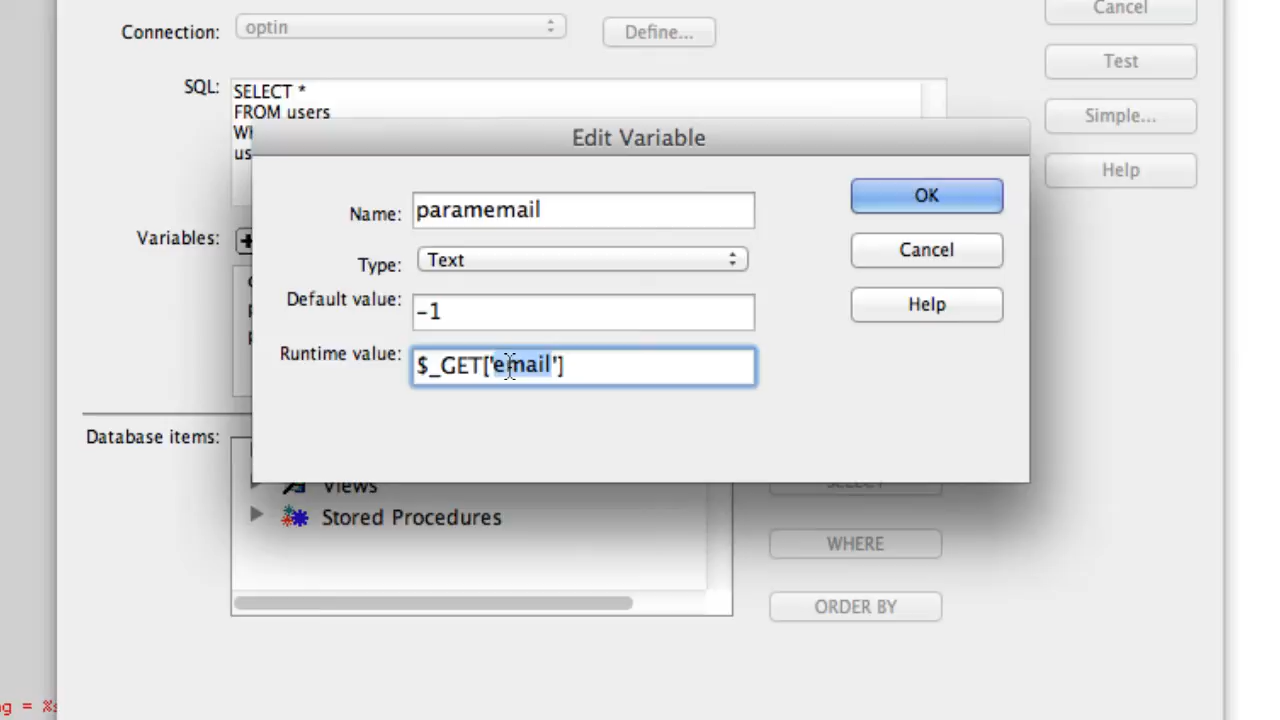 Connection:
optin
Define...
Cancel
SQL:
SELECT *
FROM users
Test
Simple...
Help
Edit Variable
Name:
paramemail
OK
Type:
Text
Cancel
Default value:
-1
Help
Runtime value:
$_GET['email']
Variables:
Database items:
Views
Stored Procedures
SELECT
WHERE
ORDER BY
= %s